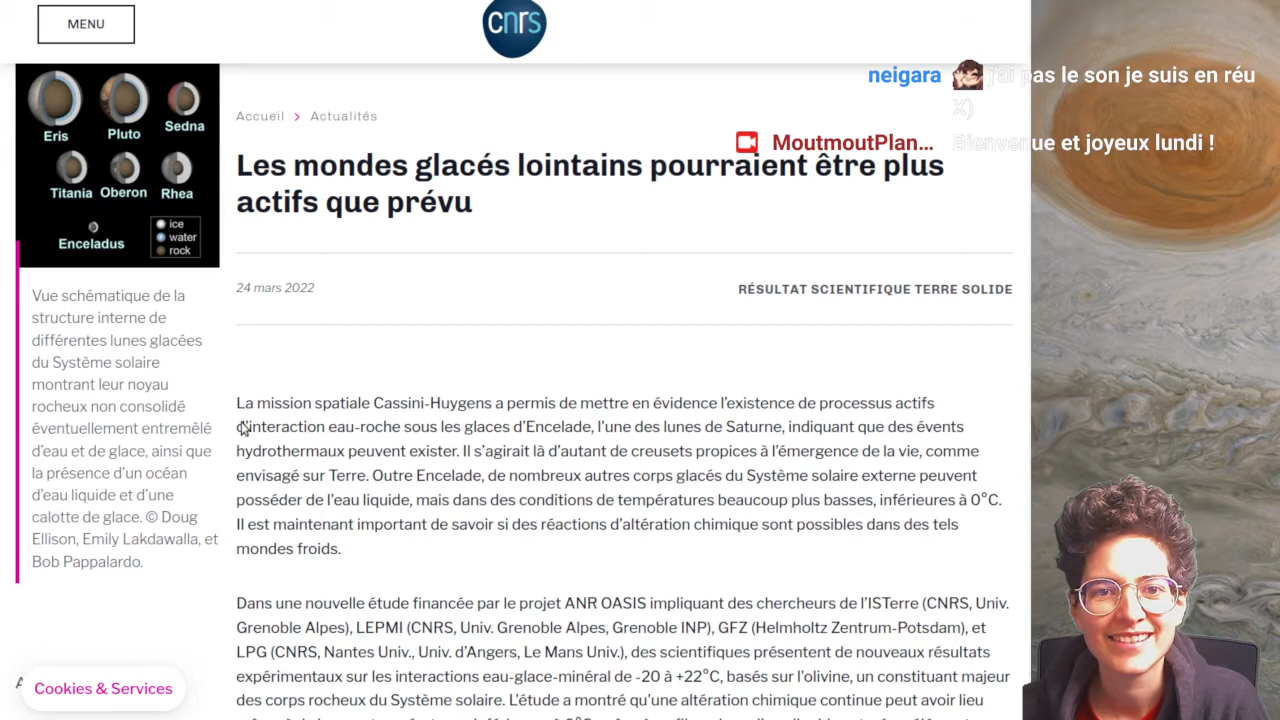 MENU
cnrs
neigara j'ai pas le son je suis en réu
X)
MoutmoutPlan… Bienvenue et joyeux lundi !
Eris
Pluto
Sedna
Titania
Oberon
Rhea
Enceladus
ice
water
rock
Vue schématique de la
structure interne de
différentes lunes glacées
du Système solaire
montrant leur noyau
rocheux non consolidé
éventuellement entremêlé
d'eau et de glace, ainsi que
la présence d'un océan
d'eau liquide et d'une
calotte de glace. © Doug
Ellison, Emily Lakdawalla, et
Bob Pappalardo.
Accueil > Actualités
Les mondes glacés lointains pourraient être plus
actifs que prévu
24 mars 2022
RÉSULTAT SCIENTIFIQUE TERRE SOLIDE
La mission spatiale Cassini-Huygens a permis de mettre en évidence l'existence de processus actifs
d'interaction eau-roche sous les glaces d'Encelade, l'une des lunes de Saturne, indiquant que des évents
hydrothermaux peuvent exister. Il s'agirait là d'autant de creusets propices à l'émergence de la vie, comme
envisagé sur Terre. Outre Encelade, de nombreux autres corps glacés du Système solaire externe peuvent
posséder de l'eau liquide, mais dans des conditions de températures beaucoup plus basses, inférieures à 0°C.
Il est maintenant important de savoir si des réactions d'altération chimique sont possibles dans des tels
mondes froids.
Dans une nouvelle étude financée par le projet ANR OASIS impliquant des chercheurs de l'ISTerre (CNRS, Univ.
Grenoble Alpes), LEPMI (CNRS, Univ. Grenoble Alpes, Grenoble INP), GFZ (Helmholtz Zentrum-Potsdam), et
LPG (CNRS, Nantes Univ., Univ. d'Angers, Le Mans Univ.), des scientifiques présentent de nouveaux résultats
expérimentaux sur les interactions eau-glace-minéral de -20 à +22°C, basés sur l'olivine, un constituant majeur
des corps rocheux du Système solaire. L'étude a montré qu'une altération chimique continue peut avoir lieu
Cookies & Services